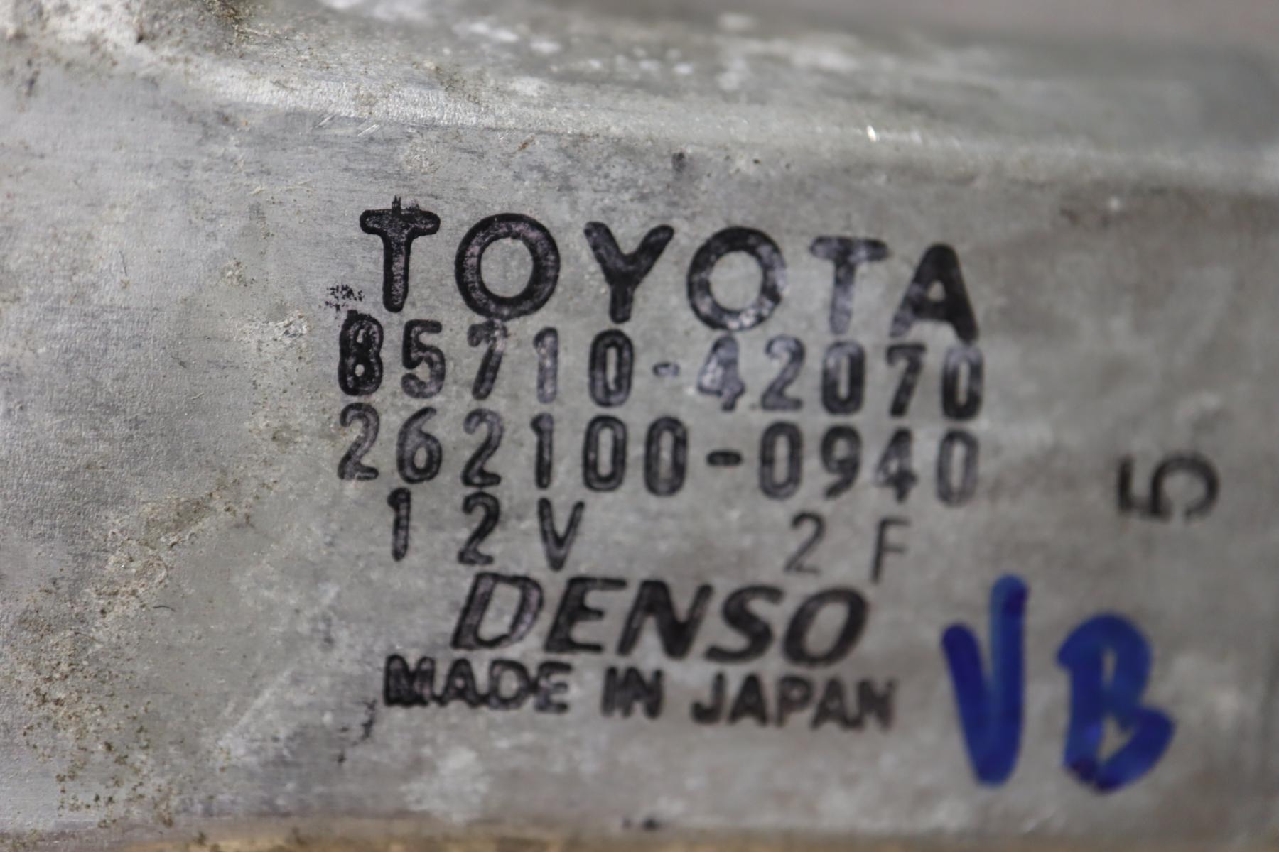 TOYOTA
85710-42070
262100-0940
12V 2F
5
DENSO
MADE IN JAPAN
VB